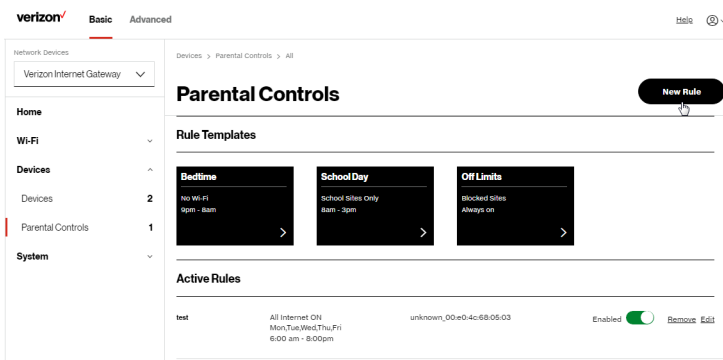 verizon✓ Basic Advanced Help
Network Devices
Verizon Internet Gateway
Home
Wi-Fi
Devices
Devices 2
Parental Controls 1
System
Devices > Parental Controls > All
Parental Controls
New Rule
Rule Templates
Bedtime
No Wi-Fi
9pm - 8am
School Day
School Sites Only
8am - 3pm
Off Limits
Blocked Sites
Always on
Active Rules
test
All Internet ON
Mon,Tue,Wed,Thu,Fri
6:00 am - 8:00pm
unknown_00:e0:4c:68:05:03
Enabled
Remove Edit